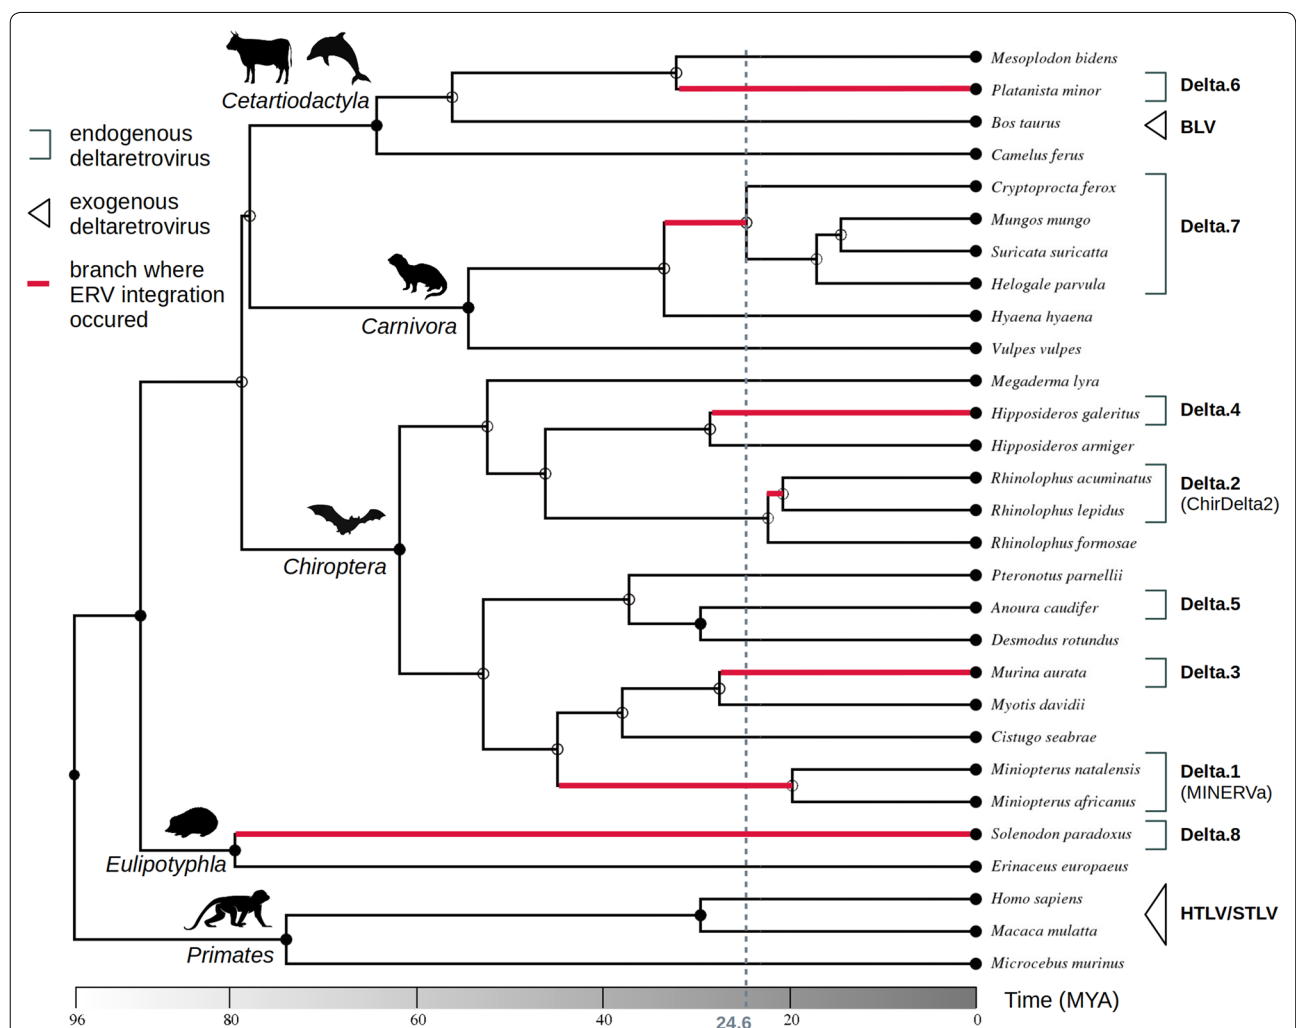 Mesoplodon bidens
Cetartiodactyla
Platanista minor
Delta.6
Bos taurus
BLV
endogenous
deltaretrovirus
Camelus ferus
exogenous
deltaretrovirus
Cryptoprocta ferox
Mungos mungo
Delta.7
Suricata suricatta
branch where
ERV integration
occured
Helogale parvula
Carnivora
Hyaena hyaena
Vulpes vulpes
Megaderma lyra
Hipposideros galeritus
Delta.4
Hipposideros armiger
Rhinolophus acuminatus
Delta.2
(ChirDelta2)
Rhinolophus lepidus
Rhinolophus formosae
Chiroptera
Pteronotus parnellii
Anoura caudifer
Delta.5
Desmodus rotundus
Murina aurata
Delta.3
Myotis davidii
Cistugo seabrae
Miniopterus natalensis
Delta.1
(MINERVa)
Miniopterus africanus
Solenodon paradoxus
Delta.8
Eulipotyphla
Erinaceus europaeus
Homo sapiens
HTLV/STLV
Macaca mulatta
Primates
Microcebus murinus
Time (MYA)
96 80 60 40 24.6 20 0